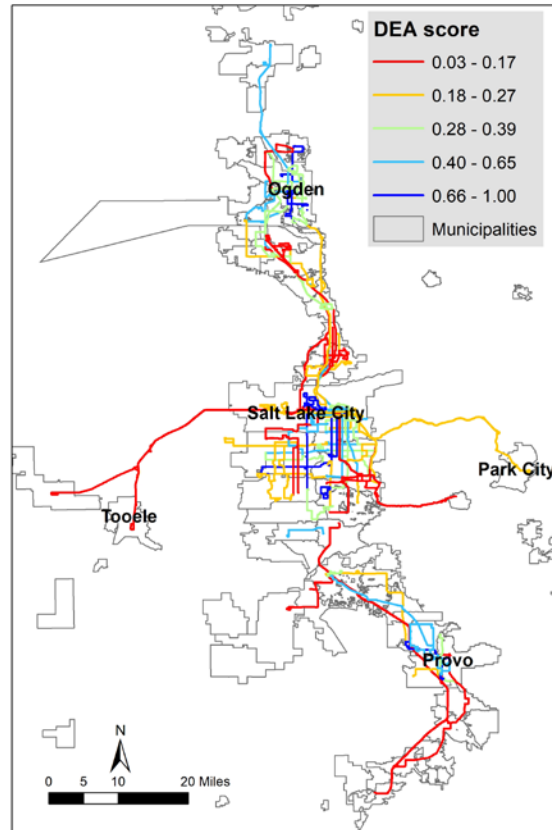 DEA score
0.03 - 0.17
0.18 - 0.27
0.28 - 0.39
0.40 - 0.65
0.66 - 1.00
Municipalities
Ogden
Salt Lake City
Park City
Tooele
Provo
N
0 5 10 20 Miles